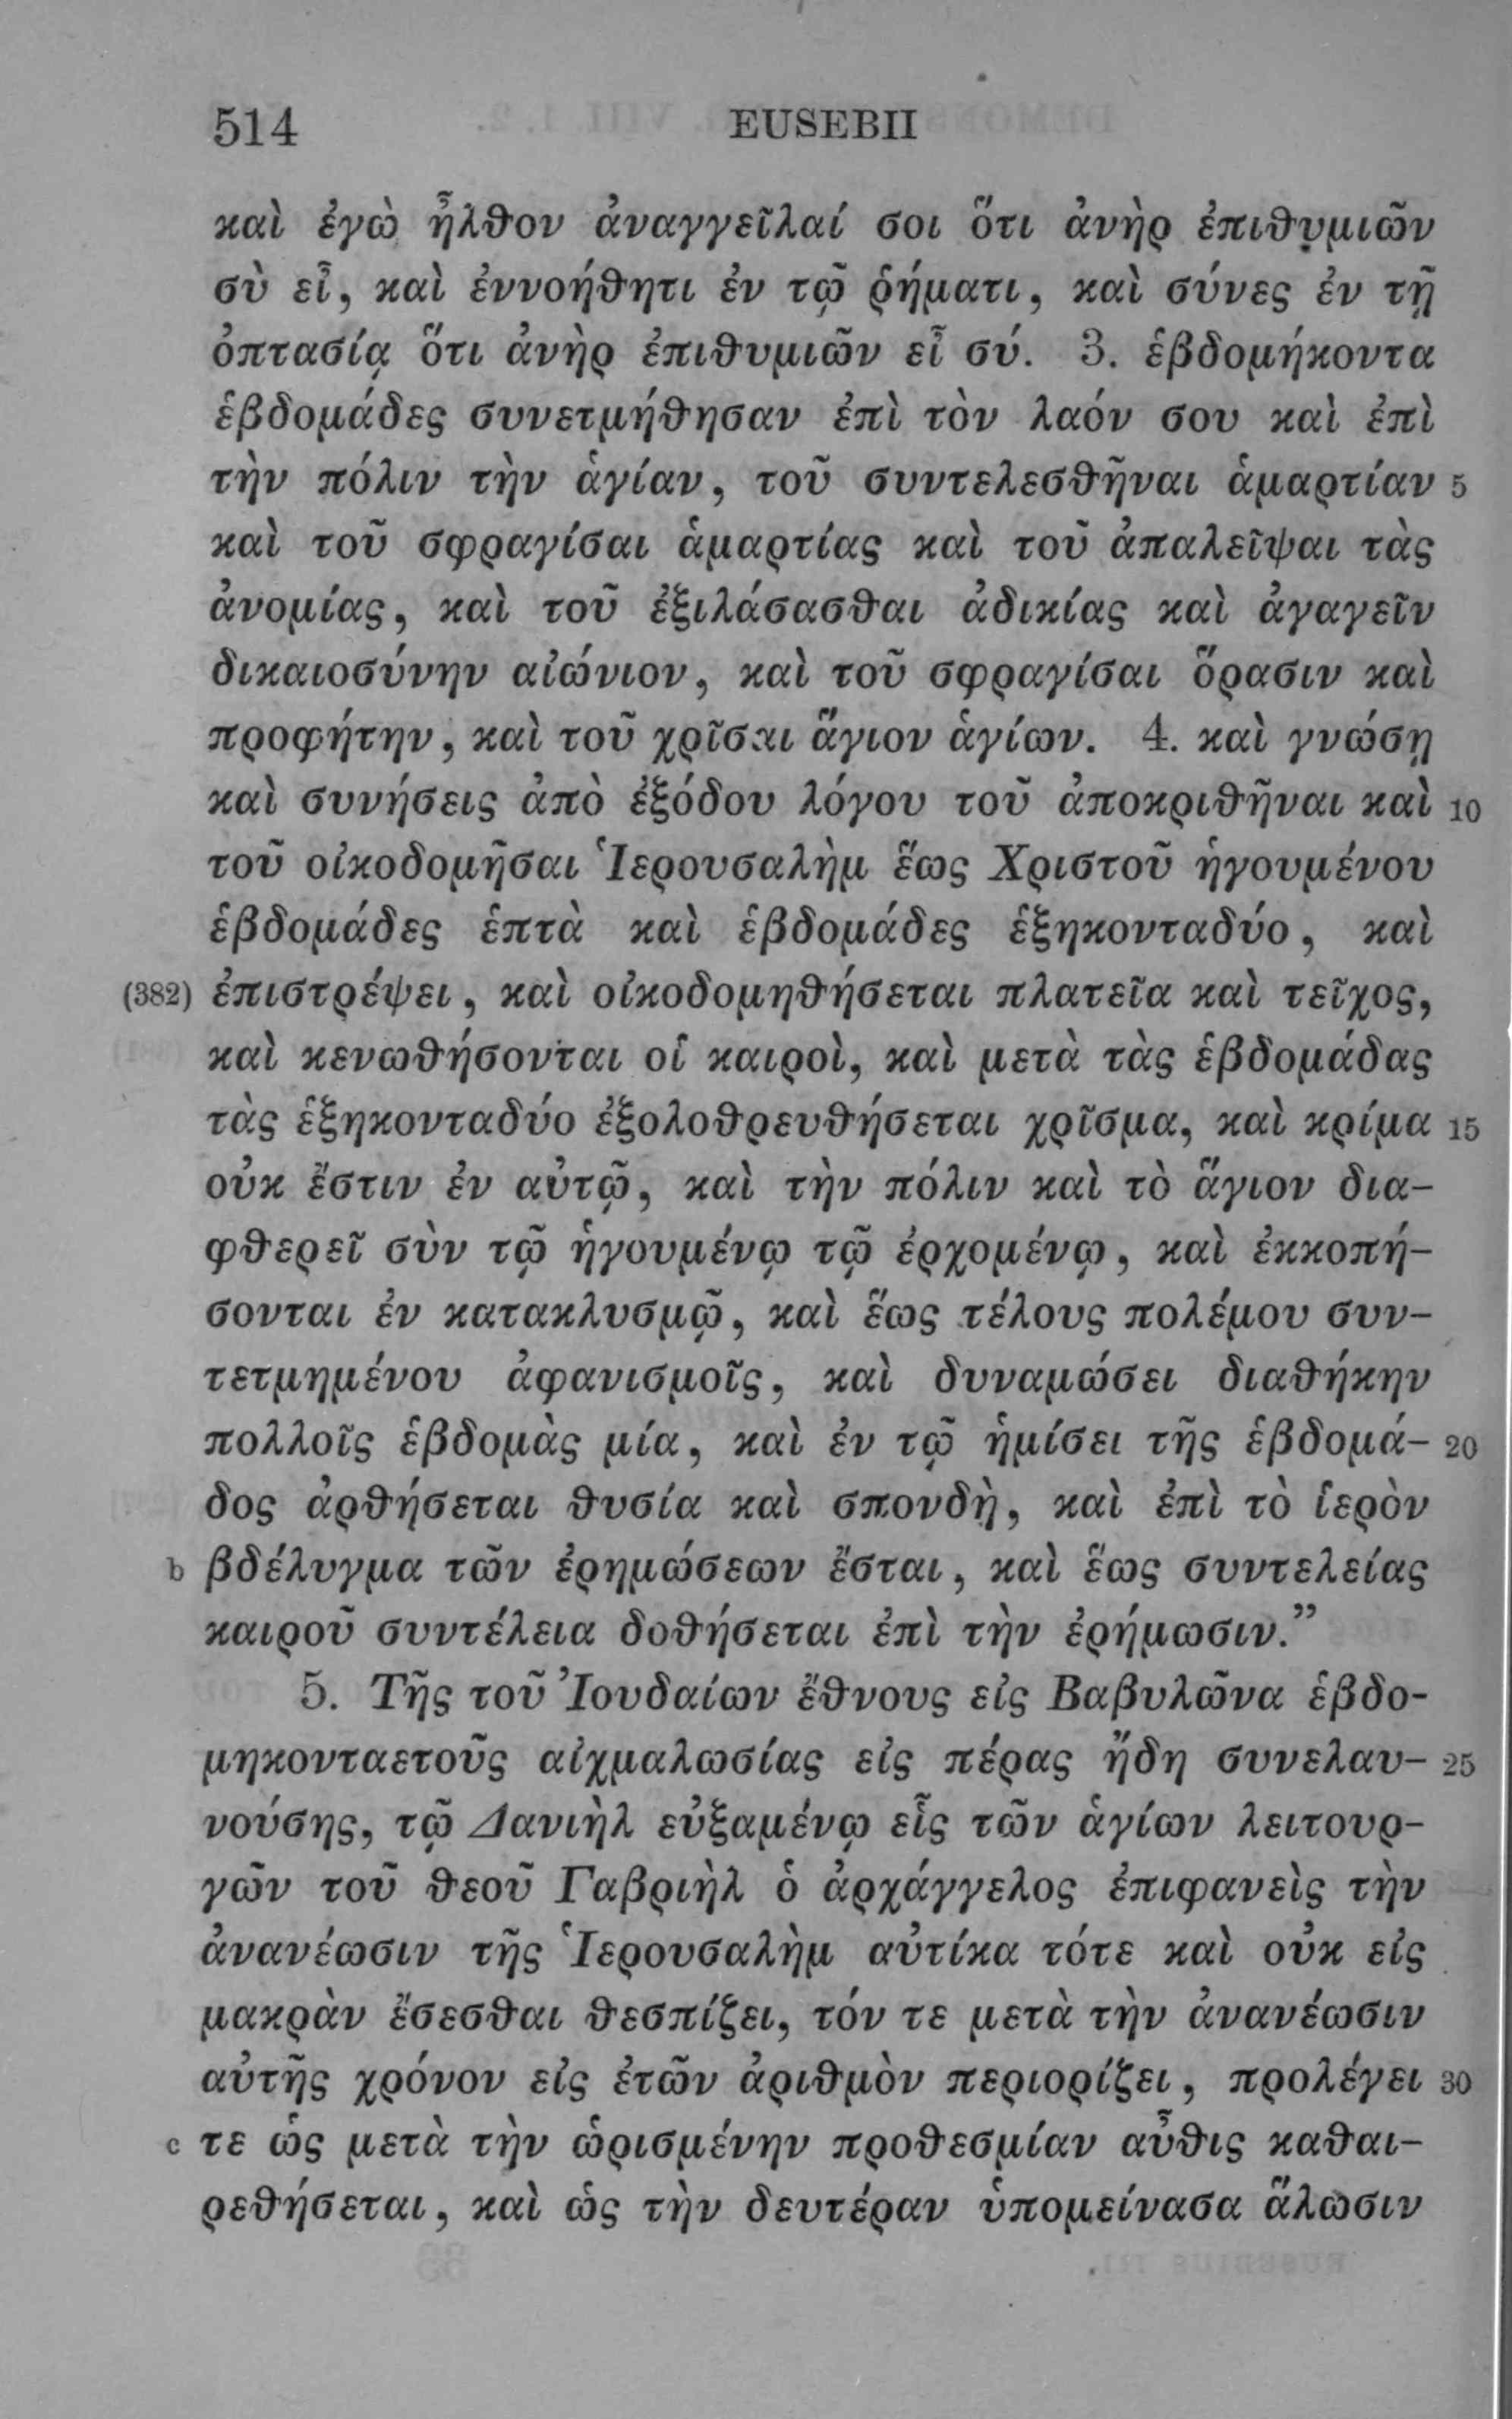 514 EUSEBII
καὶ ἐγὼ ἦλθον ἀναγγεῖλαί σοι ὅτι ἀνὴρ ἐπιθυμιῶν
σὺ εἶ, καὶ ἐννοήθητι ἐν τῷ ῥήματι, καὶ σύνες ἐν τῇ
ὀπτασίᾳ ὅτι ἀνὴρ ἐπιθυμιῶν εἶ σύ. 3. ἑβδομήκοντα
ἑβδομάδες συνετμήθησαν ἐπὶ τὸν λαόν σου καὶ ἐπὶ
τὴν πόλιν τὴν ἁγίαν, τοῦ συντελεσθῆναι ἁμαρτίαν 5
καὶ τοῦ σφραγίσαι ἁμαρτίας καὶ τοῦ ἀπαλεῖψαι τὰς
ἀνομίας, καὶ τοῦ ἐξιλάσασθαι ἀδικίας καὶ ἀγαγεῖν
δικαιοσύνην αἰώνιον, καὶ τοῦ σφραγίσαι ὅρασιν καὶ
προφήτην, καὶ τοῦ χρῖσαι ἅγιον ἁγίων. 4. καὶ γνώσῃ
καὶ συνήσεις ἀπὸ ἐξόδου λόγου τοῦ ἀποκριθῆναι καὶ 10
τοῦ οἰκοδομῆσαι Ἱερουσαλὴμ ἕως Χριστοῦ ἡγουμένου
ἑβδομάδες ἑπτὰ καὶ ἑβδομάδες ἑξηκονταδύο, καὶ
(382) ἐπιστρέψει, καὶ οἰκοδομηθήσεται πλατεῖα καὶ τεῖχος,
καὶ κενωθήσονται οἱ καιροὶ, καὶ μετὰ τὰς ἑβδομάδας
τὰς ἑξηκονταδύο ἐξολοθρευθήσεται χρῖσμα, καὶ κρίμα 15
οὐκ ἔστιν ἐν αὐτῷ, καὶ τὴν πόλιν καὶ τὸ ἅγιον δια-
φθερεῖ σὺν τῷ ἡγουμένῳ τῷ ἐρχομένῳ, καὶ ἐκκοπή-
σονται ἐν κατακλυσμῷ, καὶ ἕως τέλους πολέμου συν-
τετμημένου ἀφανισμοῖς, καὶ δυναμώσει διαθήκην
πολλοῖς ἑβδομὰς μία, καὶ ἐν τῷ ἡμίσει τῆς ἑβδομά- 20
δος ἀρθήσεται θυσία καὶ σπονδὴ, καὶ ἐπὶ τὸ ἱερὸν
b βδέλυγμα τῶν ἐρημώσεων ἔσται, καὶ ἕως συντελείας
καιροῦ συντέλεια δοθήσεται ἐπὶ τὴν ἐρήμωσιν.”
5. Τῆς τοῦ Ἰουδαίων ἔθνους εἰς Βαβυλῶνα ἑβδο-
μηκονταετοῦς αἰχμαλωσίας εἰς πέρας ἤδη συνελαυ- 25
νούσης, τῷ Δανιὴλ εὐξαμένῳ εἷς τῶν ἁγίων λειτουρ-
γῶν τοῦ θεοῦ Γαβριὴλ ὁ ἀρχάγγελος ἐπιφανεὶς τὴν
ἀνανέωσιν τῆς Ἱερουσαλὴμ αὐτίκα τότε καὶ οὐκ εἰς
μακρὰν ἔσεσθαι θεσπίζει, τόν τε μετὰ τὴν ἀνανέωσιν
αὐτῆς χρόνον εἰς ἐτῶν ἀριθμὸν περιορίζει, προλέγει 30
c τε ὡς μετὰ τὴν ὡρισμένην προθεσμίαν αὖθις καθαι-
ρεθήσεται, καὶ ὡς τὴν δευτέραν ὑπομείνασα ἅλωσιν